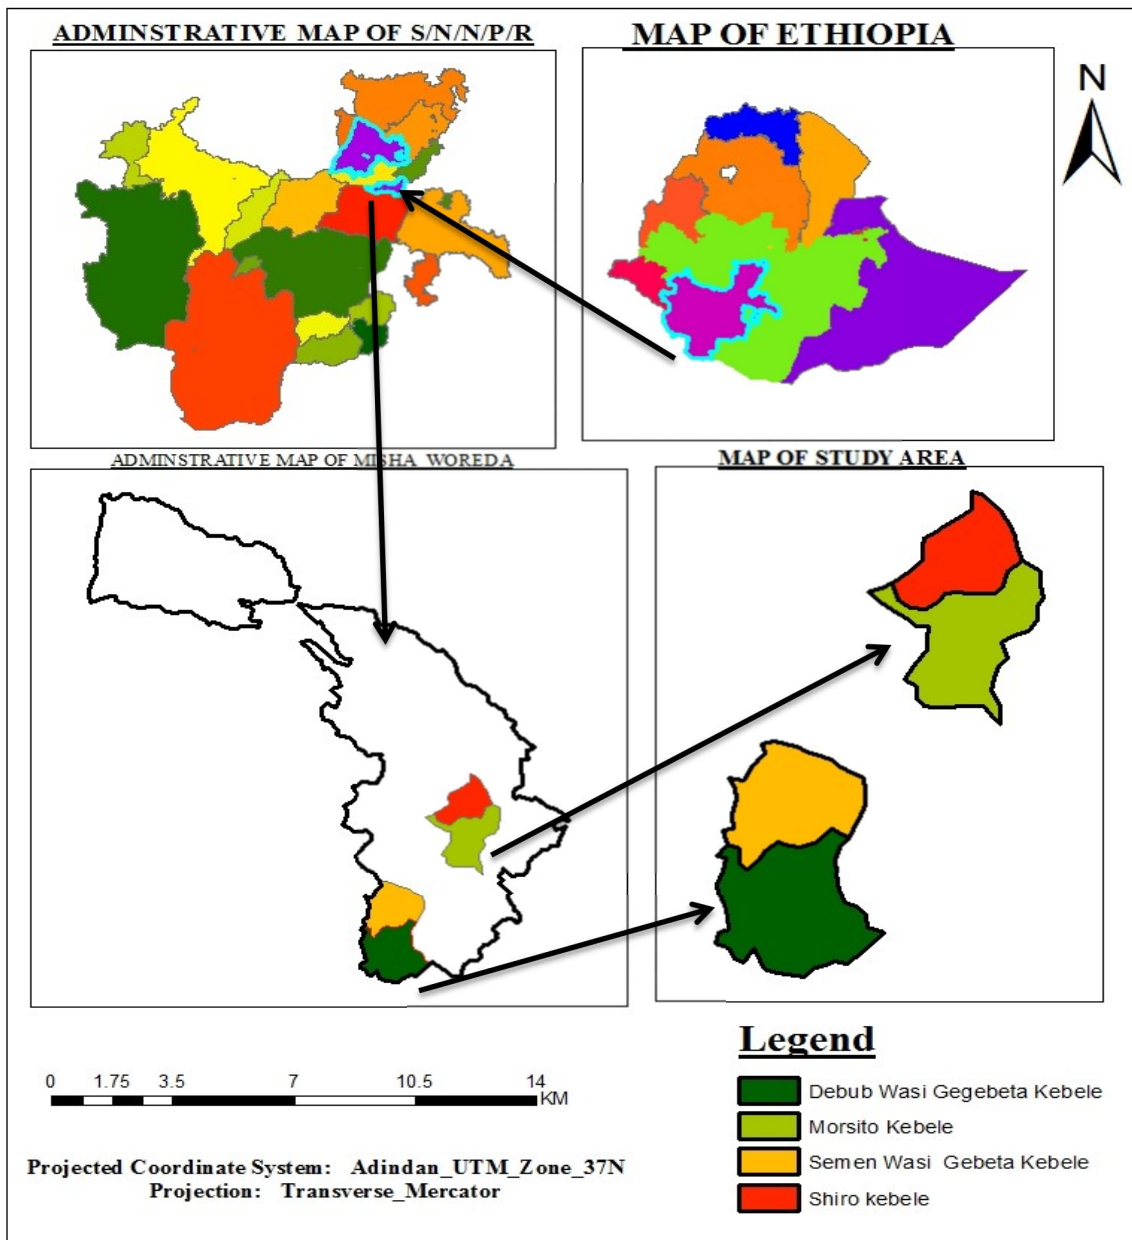 ADMINSTRATIVE MAP OF S/N/N/P/R
MAP OF ETHIOPIA
N
ADMINSTRATIVE MAP OF MISHA WOREDA
MAP OF STUDY AREA
Legend
Debub Wasi Gegebeta Kebele
Morsito Kebele
Semen Wasi Gebeta Kebele
Shiro kebele
0 1.75 3.5 7 10.5 14
KM
Projected Coordinate System: Adindan_UTM_Zone_37N
Projection: Transverse_Mercator